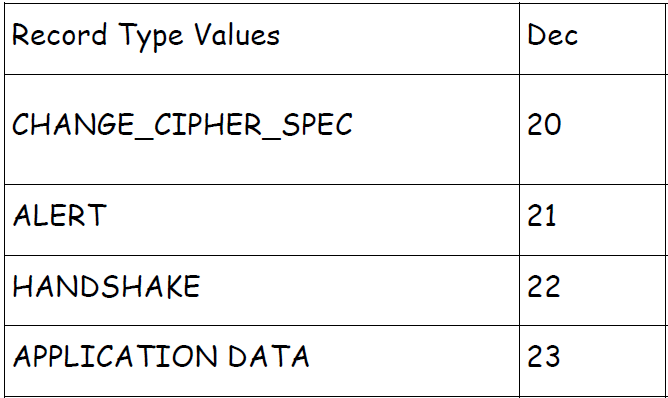 Record Type Values Dec
CHANGE_CIPHER_SPEC 20
ALERT 21
HANDSHAKE 22
APPLICATION DATA 23